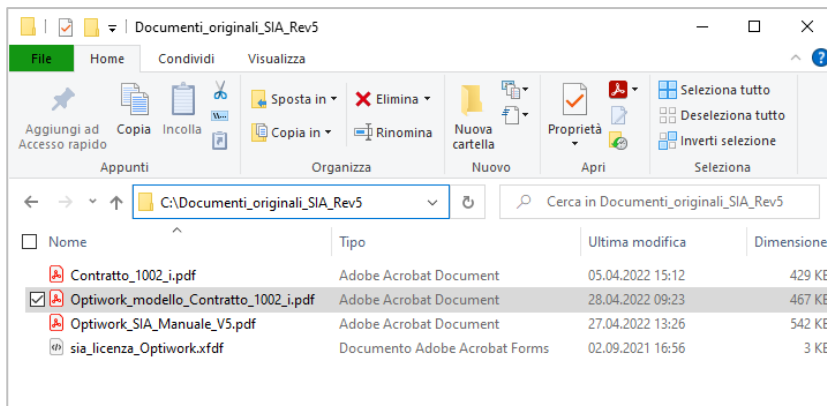 Documenti_originali_SIA_Rev5
File Home Condividi Visualizza
Aggiungi ad Accesso rapido
Copia
Incolla
Appunti
Sposta in
Copia in
Elimina
Rinomina
Organizza
Nuova cartella
Nuovo
Proprietà
Apri
Seleziona tutto
Deseleziona tutto
Inverti selezione
Seleziona
C:\Documenti_originali_SIA_Rev5
Cerca in Documenti_originali_SIA_Rev5
Nome Tipo Ultima modifica Dimensione
Contratto_1002_i.pdf Adobe Acrobat Document 05.04.2022 15:12 429 KB
Optiwork_modello_Contratto_1002_i.pdf Adobe Acrobat Document 28.04.2022 09:23 467 KB
Optiwork_SIA_Manuale_V5.pdf Adobe Acrobat Document 27.04.2022 13:26 542 KB
sia_licenza_Optiwork.xfdf Documento Adobe Acrobat Forms 02.09.2021 16:56 3 KB